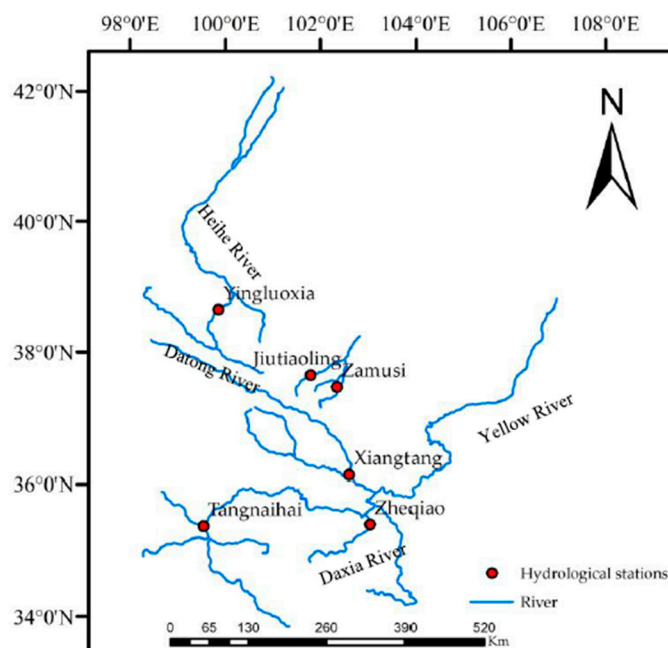 98°0'E 100°0'E 102°0'E 104°0'E 106°0'E 108°0'E
42°0'N
N
40°0'N
Heihe River
Yingluoxia
38°0'N
Jiutiaoling
Datong River
Zamusi
Yellow River
Xiangtang
36°0'N
Tangnaihai
Zheqiao
Daxia River
Hydrological stations
River
34°0'N
0 65 130 260 390 520
Km